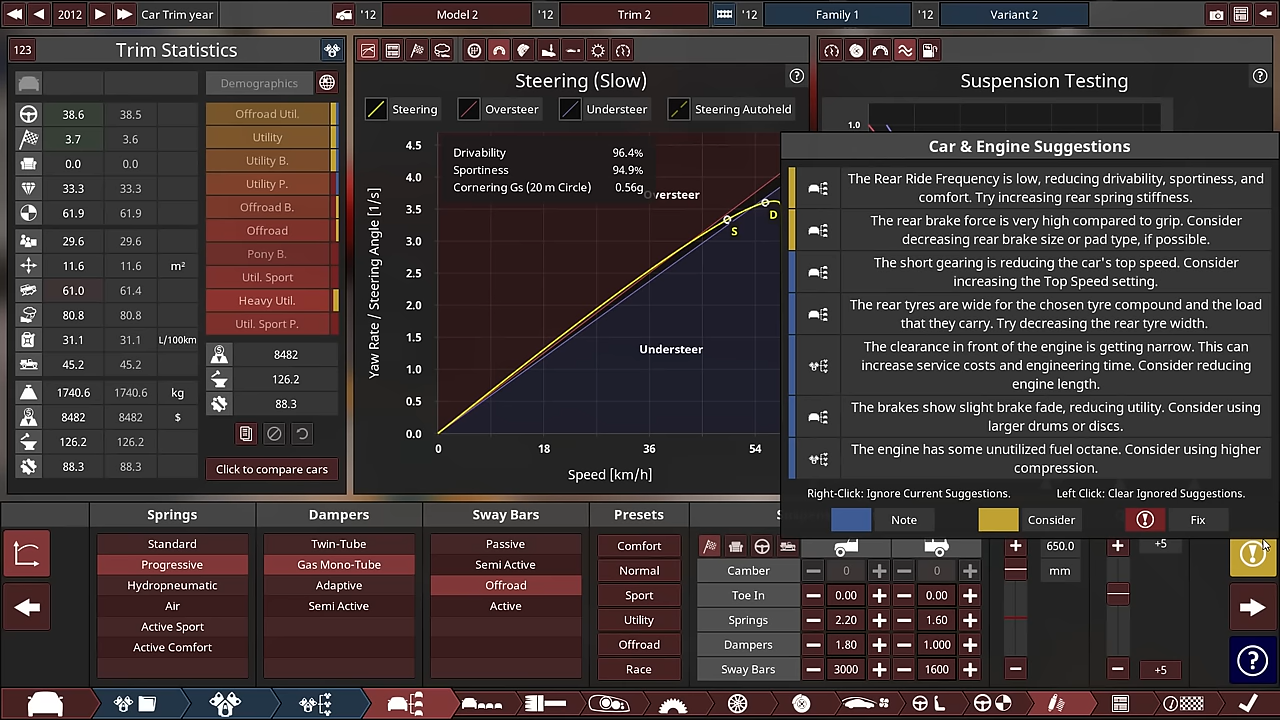 2012
Car Trim year
'12
Model 2
'12
Trim 2
'12
Family 1
'12
Variant 2
123
Trim Statistics
Demographics
38.6 38.5
3.7 3.6
0.0 0.0
33.3 33.3
61.9 61.9
29.6 29.6
11.6 11.6 m²
61.0 61.4
80.8 80.8
31.1 31.1 L/100km
45.2 45.2
1740.6 1740.6 kg
8482 8482 $
126.2 126.2
88.3 88.3
Offroad Util.
Utility
Utility B.
Utility P.
Offroad B.
Offroad
Pony B.
Util. Sport
Heavy Util.
Util. Sport P.
8482
126.2
88.3
Click to compare cars
Steering (Slow)
?
Steering
Oversteer
Understeer
Steering Autoheld
Drivability 96.4%
Sportiness 94.9%
Cornering Gs (20 m Circle) 0.56g
Oversteer
Understeer
S
D
Yaw Rate / Steering Angle [1/s]
4.5
4.0
3.5
3.0
2.5
2.0
1.5
1.0
0.5
0.0
0 18 36 54
Speed [km/h]
Suspension Testing
?
1.0
Car & Engine Suggestions
The Rear Ride Frequency is low, reducing drivability, sportiness, and
comfort. Try increasing rear spring stiffness.
The rear brake force is very high compared to grip. Consider
decreasing rear brake size or pad type, if possible.
The short gearing is reducing the car's top speed. Consider
increasing the Top Speed setting.
The rear tyres are wide for the chosen tyre compound and the load
that they carry. Try decreasing the rear tyre width.
The clearance in front of the engine is getting narrow. This can
increase service costs and engineering time. Consider reducing
engine length.
The brakes show slight brake fade, reducing utility. Consider using
larger drums or discs.
The engine has some unutilized fuel octane. Consider using higher
compression.
Right-Click: Ignore Current Suggestions.
Left Click: Clear Ignored Suggestions.
Note
Consider
Fix
Springs
Standard
Progressive
Hydropneumatic
Air
Active Sport
Active Comfort
Dampers
Twin-Tube
Gas Mono-Tube
Adaptive
Semi Active
Sway Bars
Passive
Semi Active
Offroad
Active
Presets
Comfort
Normal
Sport
Utility
Offroad
Race
Camber − 0 + − 0 +
Toe In − 0.00 + − 0.00 +
Springs − 2.20 + − 1.60 +
Dampers − 1.80 + − 1.000 +
Sway Bars − 3000 + − 1600 +
+
650.0
mm
−
+
+5
−
+5
?